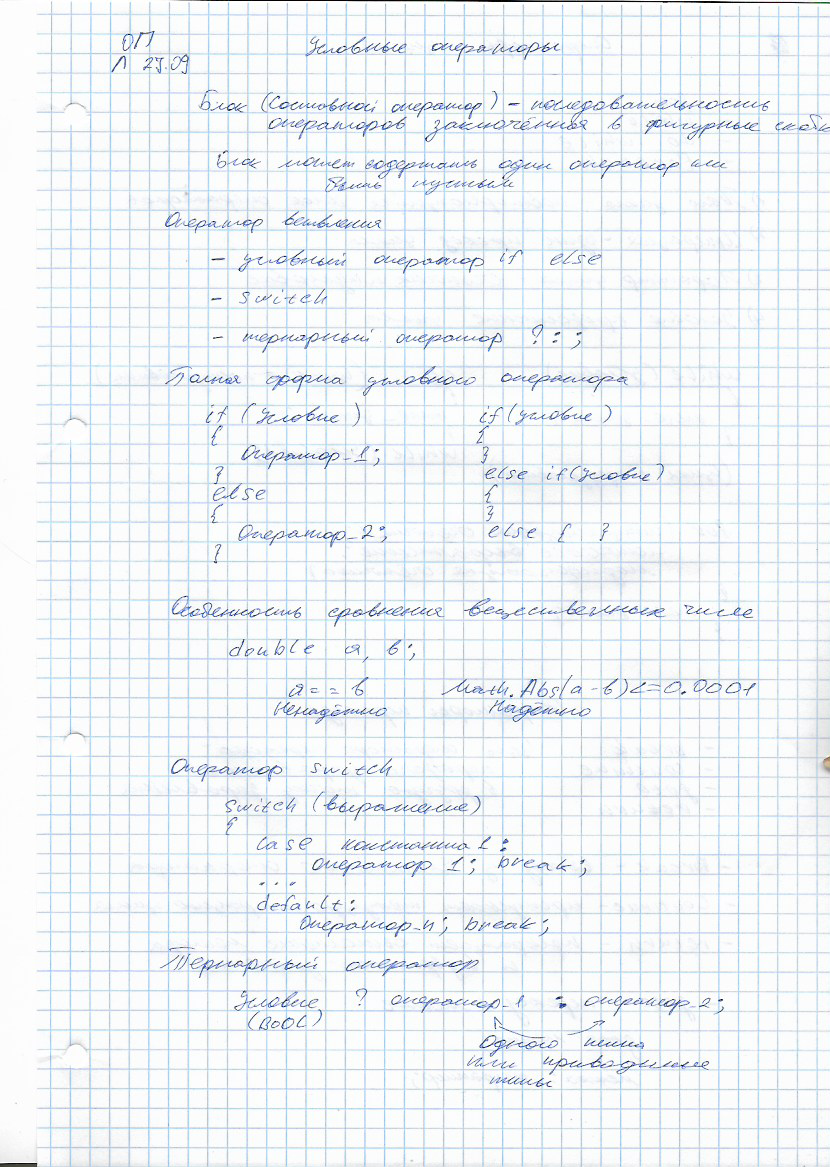 ОП
Л 27.09
Условные операторы
Блок (Составной оператор) – последовательность
операторов заключённая в фигурные скобк
Блок может содержать один оператор или
быть пустым
Оператор ветвления
– условный оператор if else
– switch
– тернарный оператор ? : ;
Полная форма условного оператора
if (Условие)
{
Оператор_1;
}
else
{
Оператор_2;
}
if (условие)
{
}
else if (Условие)
{
}
else { }
Особенность сравнения вещественных чисел
double a, b;
a = = b Math.Abs(a-b)<=0.0001
Ненадёжно Надёжно
Оператор switch
switch (выражение)
{
case константа1:
оператор 1; break;
...
default:
Оператор_n; break;
Тернарный оператор
Условие ? оператор_1 : оператор_2;
(BOOL)
Одного типа
или приводимые
типы